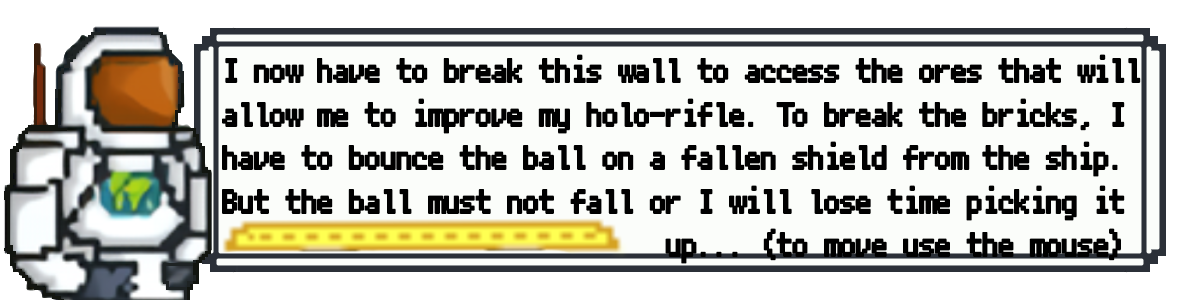 I now have to break this wall to access the ores that will
allow me to improve my holo-rifle. To break the bricks, I
have to bounce the ball on a fallen shield from the ship.
But the ball must not fall or I will lose time picking it
up... (to move use the mouse)